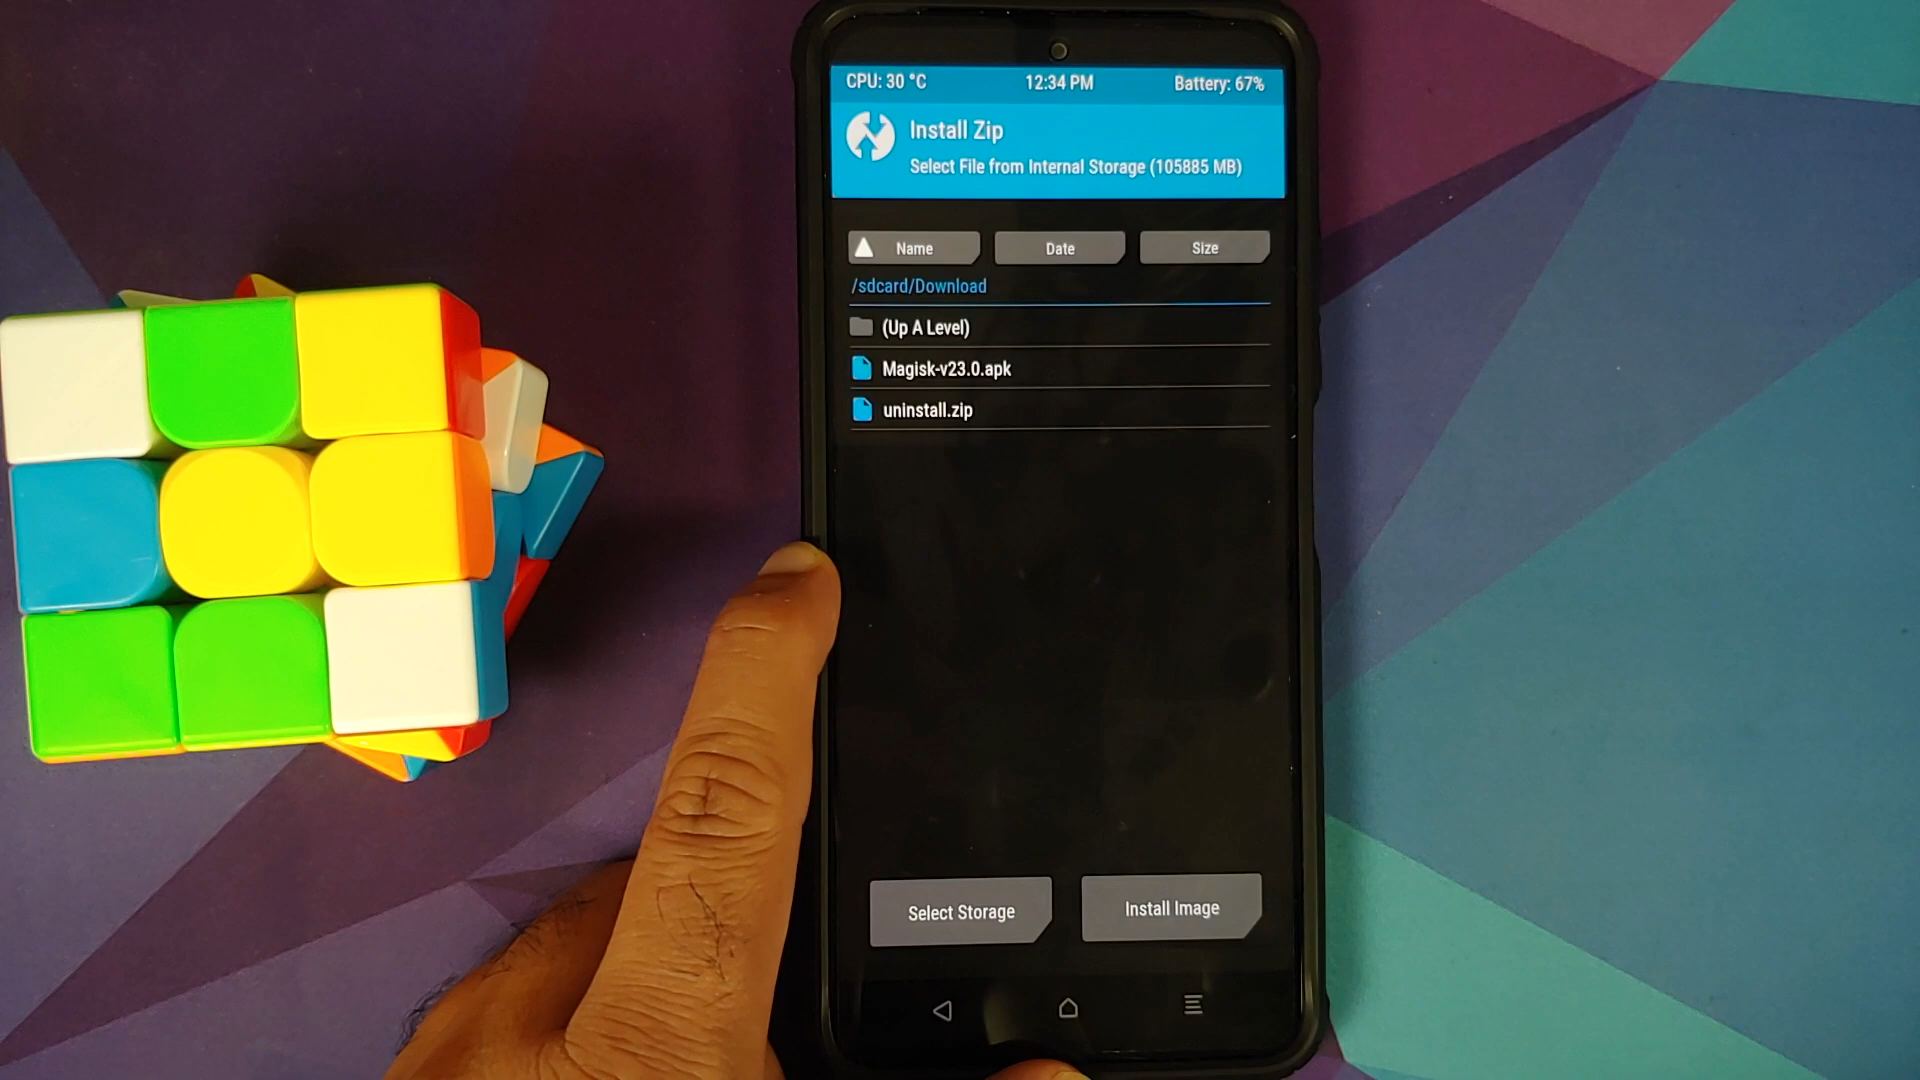 CPU: 30 °C 12:34 PM Battery: 67%
Install Zip
Select File from Internal Storage (105885 MB)
Name Date Size
/sdcard/Download
(Up A Level)
Magisk-v23.0.apk
uninstall.zip
Select Storage Install Image